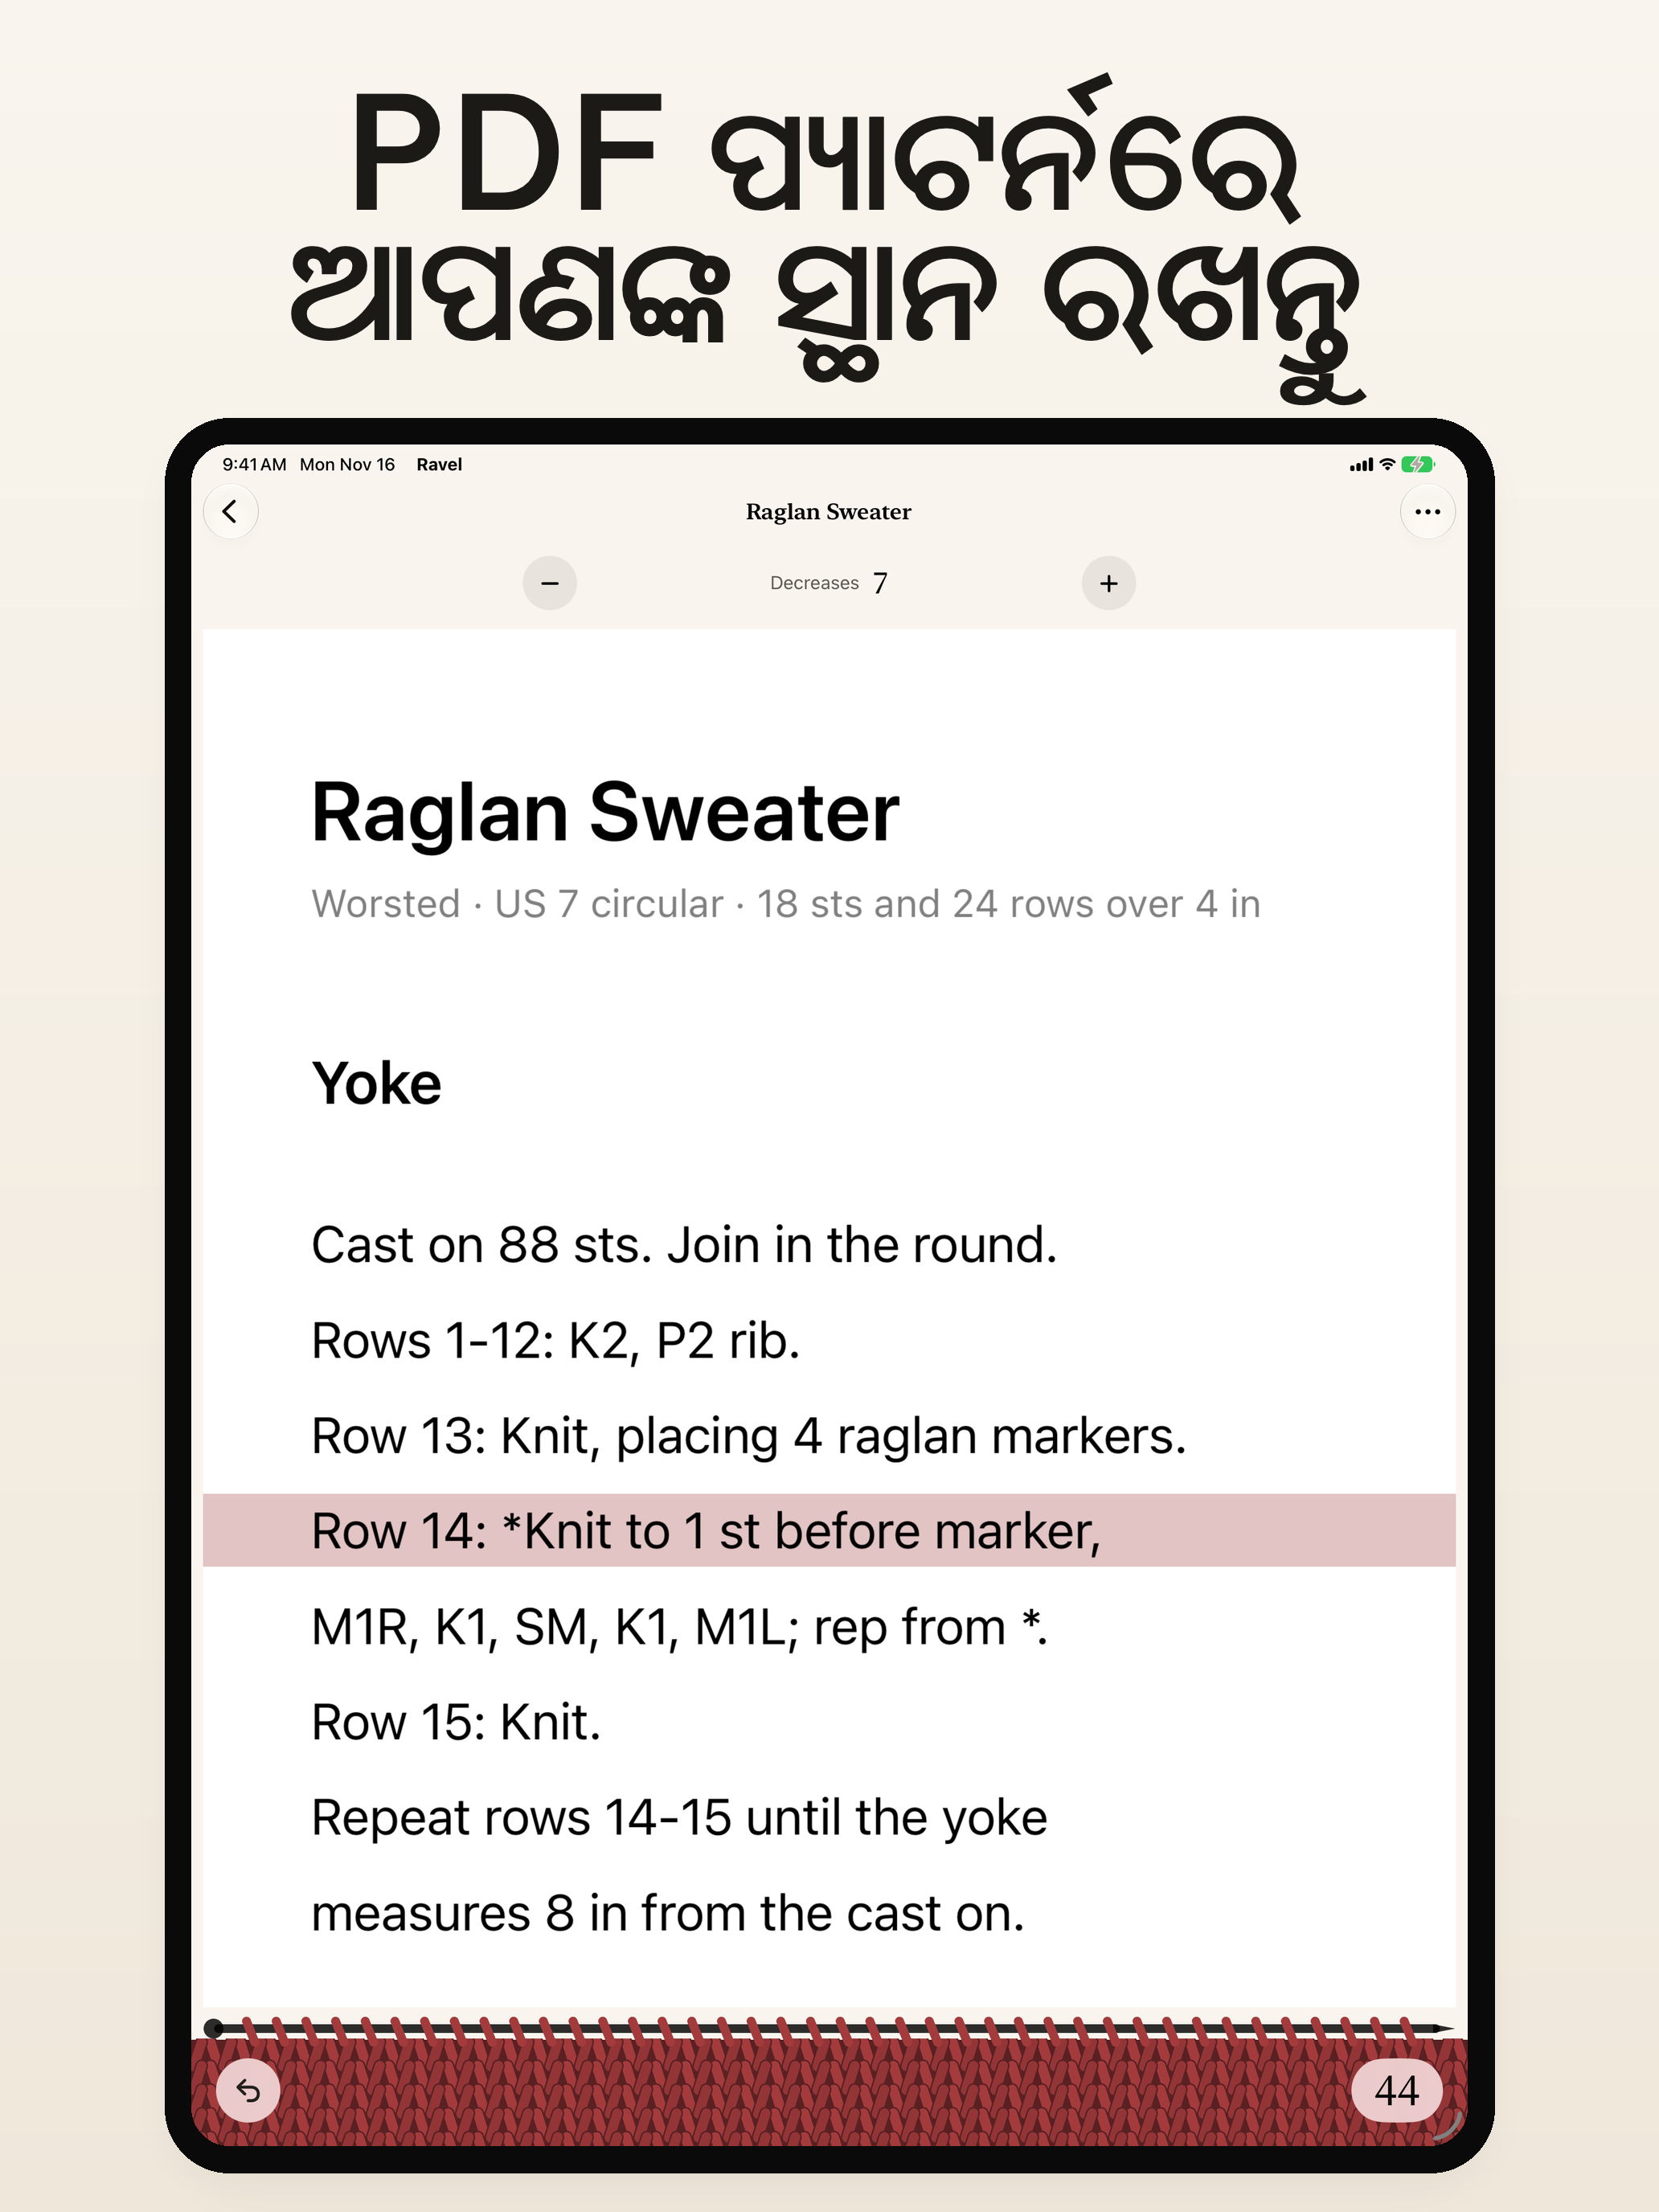 PDF ପ୍ୟାଟର୍ନରେ
ଆପଣଙ୍କ ସ୍ଥାନ ରଖନ୍ତୁ
9:41 AM Mon Nov 16 Ravel
Raglan Sweater
Decreases 7
Raglan Sweater
Worsted · US 7 circular · 18 sts and 24 rows over 4 in
Yoke
Cast on 88 sts. Join in the round.
Rows 1-12: K2, P2 rib.
Row 13: Knit, placing 4 raglan markers.
Row 14: *Knit to 1 st before marker,
M1R, K1, SM, K1, M1L; rep from *.
Row 15: Knit.
Repeat rows 14-15 until the yoke
measures 8 in from the cast on.
44